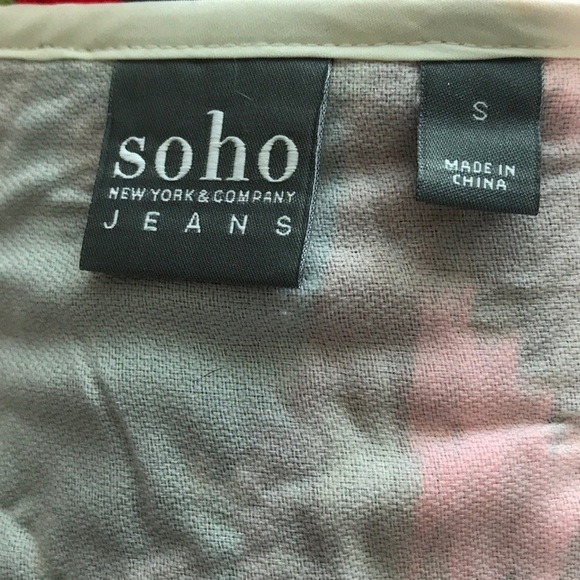 soho
NEW YORK & COMPANY
JEANS
S
MADE IN
CHINA